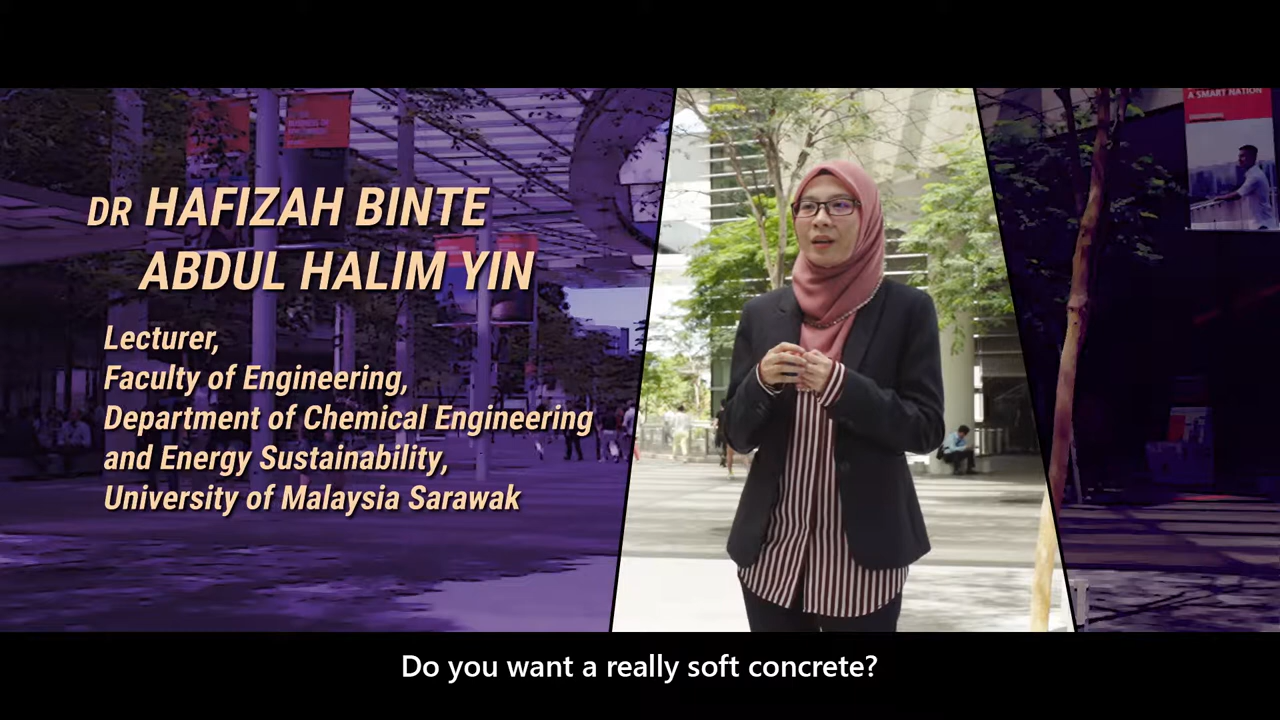 DR HAFIZAH BINTE
ABDUL HALIM YIN
Lecturer,
Faculty of Engineering,
Department of Chemical Engineering
and Energy Sustainability,
University of Malaysia Sarawak
A SMART NATION
Do you want a really soft concrete?